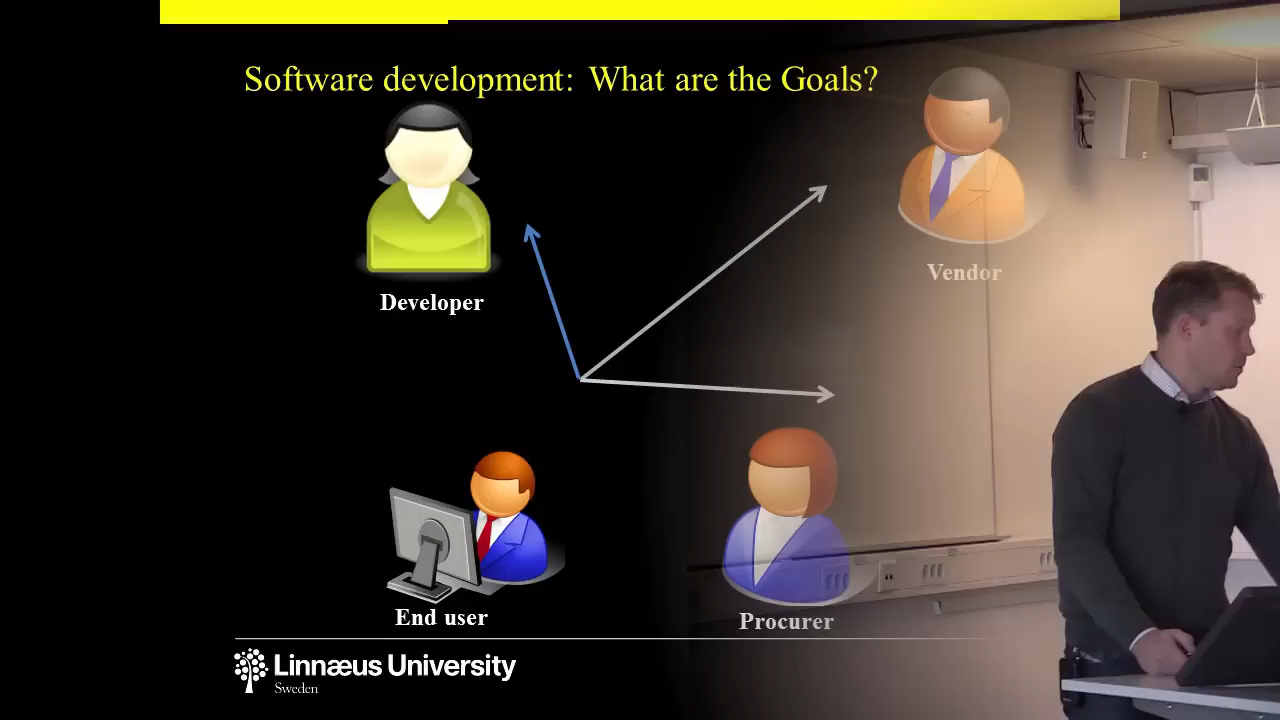 Software development: What are the Goals?
Vendor
Developer
End user
Procurer
Linnæus University
Sweden